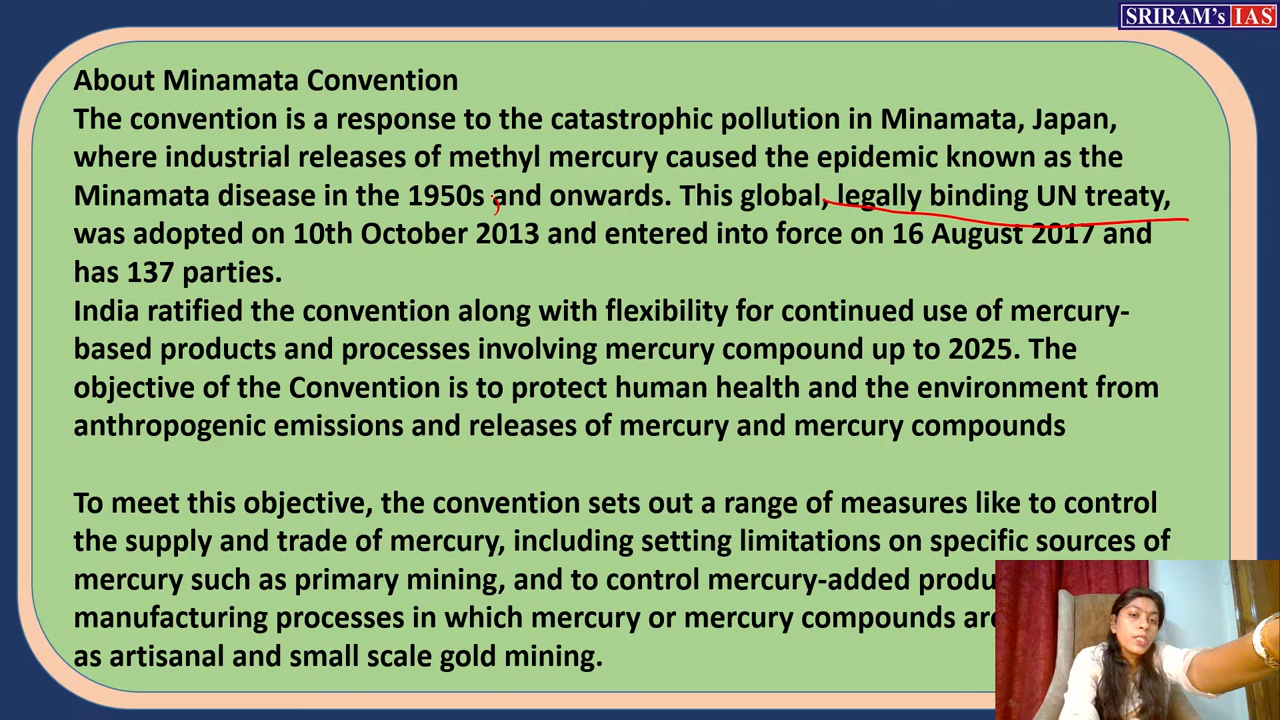 SRIRAM's IAS
About Minamata Convention
The convention is a response to the catastrophic pollution in Minamata, Japan,
where industrial releases of methyl mercury caused the epidemic known as the
Minamata disease in the 1950s and onwards. This global, legally binding UN treaty,
was adopted on 10th October 2013 and entered into force on 16 August 2017 and
has 137 parties.
India ratified the convention along with flexibility for continued use of mercury-
based products and processes involving mercury compound up to 2025. The
objective of the Convention is to protect human health and the environment from
anthropogenic emissions and releases of mercury and mercury compounds
To meet this objective, the convention sets out a range of measures like to control
the supply and trade of mercury, including setting limitations on specific sources of
mercury such as primary mining, and to control mercury-added
manufacturing processes in which mercury or mercury compounds
as artisanal and small scale gold mining.